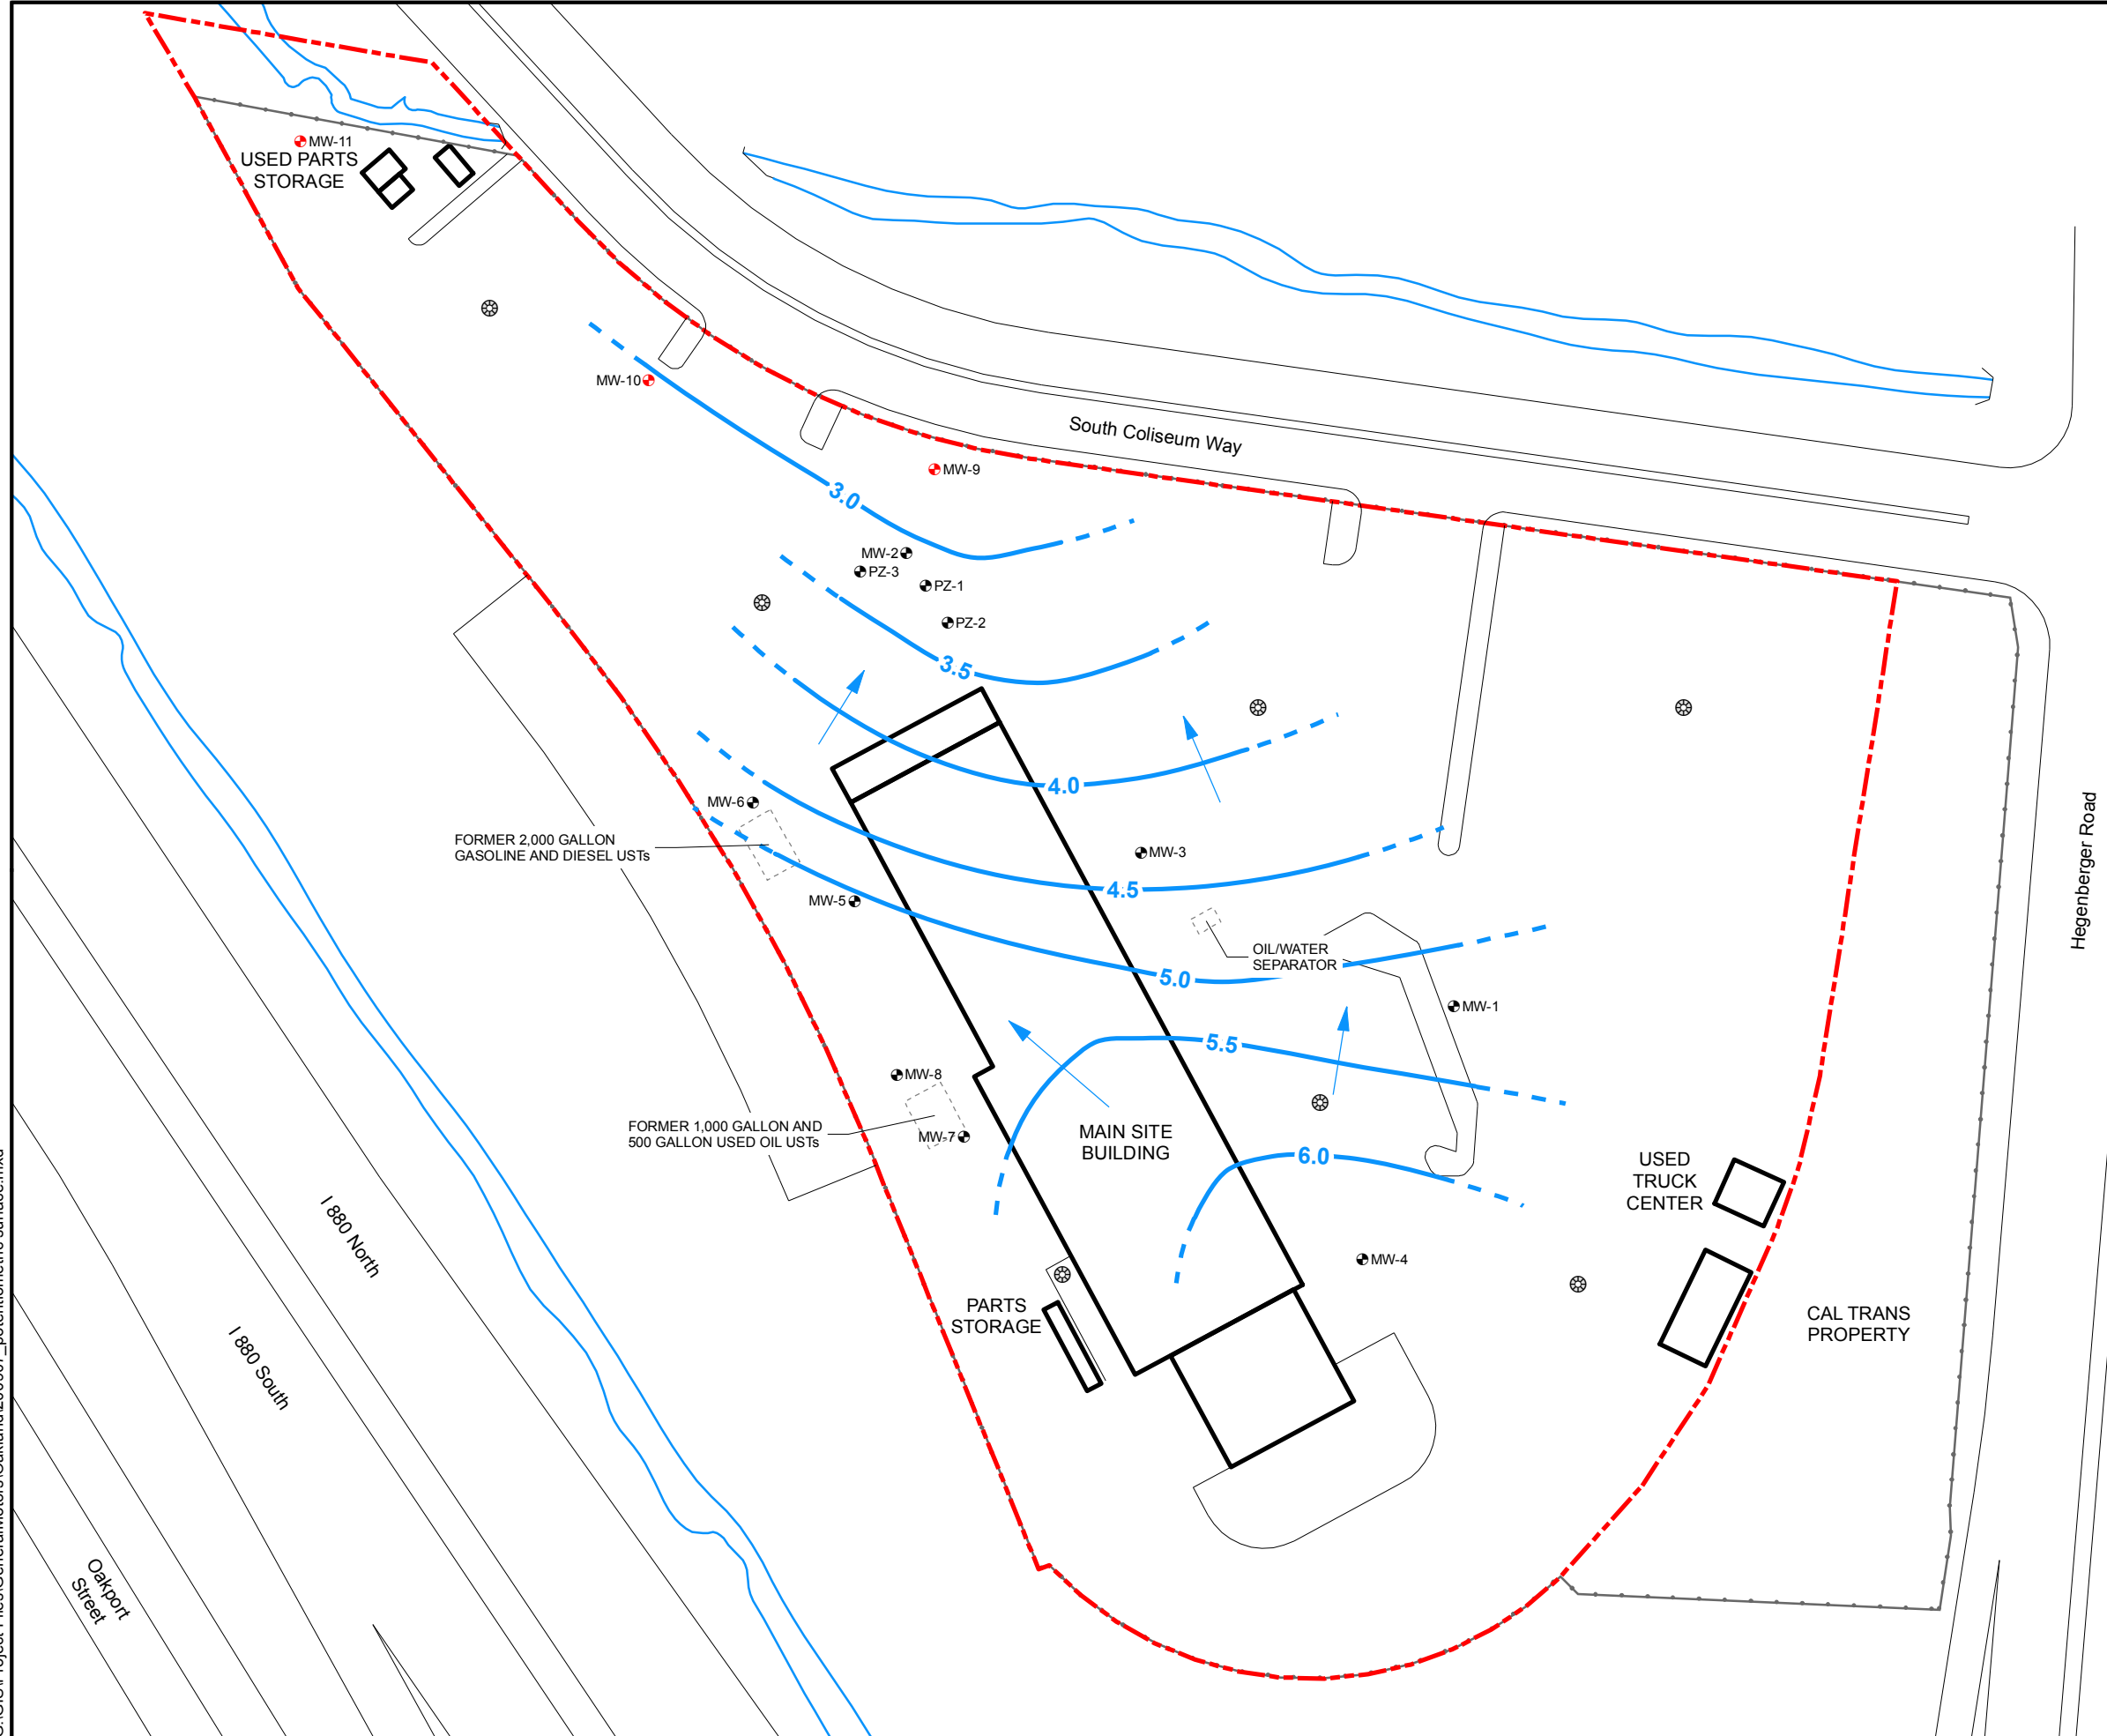 MW-11
USED PARTS
STORAGE
MW-10
South Coliseum Way
MW-9
3.0
MW-2
PZ-3
PZ-1
PZ-2
3.5
4.0
MW-6
FORMER 2,000 GALLON
GASOLINE AND DIESEL USTs
MW-3
4.5
MW-5
OIL/WATER
SEPARATOR
5.0
MW-1
Hegenberger Road
5.5
MW-8
FORMER 1,000 GALLON AND
500 GALLON USED OIL USTs
MW-7
MAIN SITE
BUILDING
6.0
USED
TRUCK
CENTER
MW-4
PARTS
STORAGE
CAL TRANS
PROPERTY
I 880 North
I 880 South
Oakport
Street